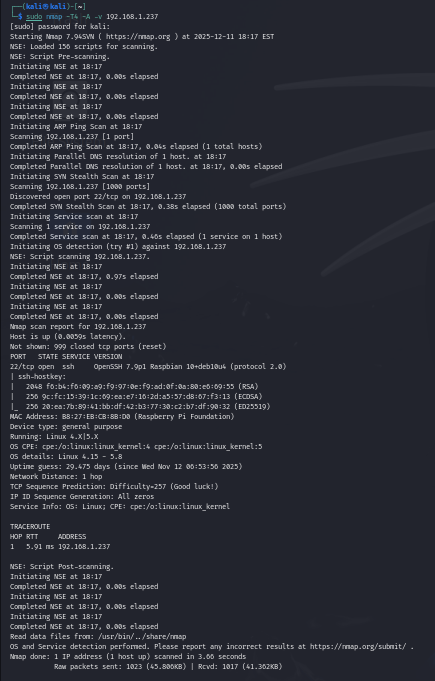 ┌──(kali㉿kali)-[~]
└─$ sudo nmap -T4 -A -v 192.168.1.237
[sudo] password for kali:
Starting Nmap 7.94SVN ( https://nmap.org ) at 2025-12-11 18:17 EST
NSE: Loaded 156 scripts for scanning.
NSE: Script Pre-scanning.
Initiating NSE at 18:17
Completed NSE at 18:17, 0.00s elapsed
Initiating NSE at 18:17
Completed NSE at 18:17, 0.00s elapsed
Initiating NSE at 18:17
Completed NSE at 18:17, 0.00s elapsed
Initiating ARP Ping Scan at 18:17
Scanning 192.168.1.237 [1 port]
Completed ARP Ping Scan at 18:17, 0.04s elapsed (1 total hosts)
Initiating Parallel DNS resolution of 1 host. at 18:17
Completed Parallel DNS resolution of 1 host. at 18:17, 0.00s elapsed
Initiating SYN Stealth Scan at 18:17
Scanning 192.168.1.237 [1000 ports]
Discovered open port 22/tcp on 192.168.1.237
Completed SYN Stealth Scan at 18:17, 0.38s elapsed (1000 total ports)
Initiating Service scan at 18:17
Scanning 1 service on 192.168.1.237
Completed Service scan at 18:17, 0.46s elapsed (1 service on 1 host)
Initiating OS detection (try #1) against 192.168.1.237
NSE: Script scanning 192.168.1.237.
Initiating NSE at 18:17
Completed NSE at 18:17, 0.97s elapsed
Initiating NSE at 18:17
Completed NSE at 18:17, 0.00s elapsed
Initiating NSE at 18:17
Completed NSE at 18:17, 0.00s elapsed
Nmap scan report for 192.168.1.237
Host is up (0.0059s latency).
Not shown: 999 closed tcp ports (reset)
PORT   STATE SERVICE VERSION
22/tcp open  ssh     OpenSSH 7.9p1 Raspbian 10+deb10u4 (protocol 2.0)
| ssh-hostkey:
|   2048 f6:b4:f6:09:a9:f9:97:0e:f9:ad:0f:0a:80:e6:69:55 (RSA)
|   256 9c:fc:15:39:1c:69:ea:e7:16:2d:a5:57:d8:67:f3:13 (ECDSA)
|_  256 20:ea:7b:89:41:bb:df:42:b3:77:30:c2:b7:df:90:32 (ED25519)
MAC Address: B8:27:EB:CB:8B:D0 (Raspberry Pi Foundation)
Device type: general purpose
Running: Linux 4.X|5.X
OS CPE: cpe:/o:linux:linux_kernel:4 cpe:/o:linux:linux_kernel:5
OS details: Linux 4.15 - 5.8
Uptime guess: 29.475 days (since Wed Nov 12 06:53:56 2025)
Network Distance: 1 hop
TCP Sequence Prediction: Difficulty=257 (Good luck!)
IP ID Sequence Generation: All zeros
Service Info: OS: Linux; CPE: cpe:/o:linux:linux_kernel
TRACEROUTE
HOP RTT     ADDRESS
1   5.91 ms 192.168.1.237
NSE: Script Post-scanning.
Initiating NSE at 18:17
Completed NSE at 18:17, 0.00s elapsed
Initiating NSE at 18:17
Completed NSE at 18:17, 0.00s elapsed
Initiating NSE at 18:17
Completed NSE at 18:17, 0.00s elapsed
Read data files from: /usr/bin/../share/nmap
OS and Service detection performed. Please report any incorrect results at https://nmap.org/submit/ .
Nmap done: 1 IP address (1 host up) scanned in 3.66 seconds
           Raw packets sent: 1023 (45.806KB) | Rcvd: 1017 (41.362KB)